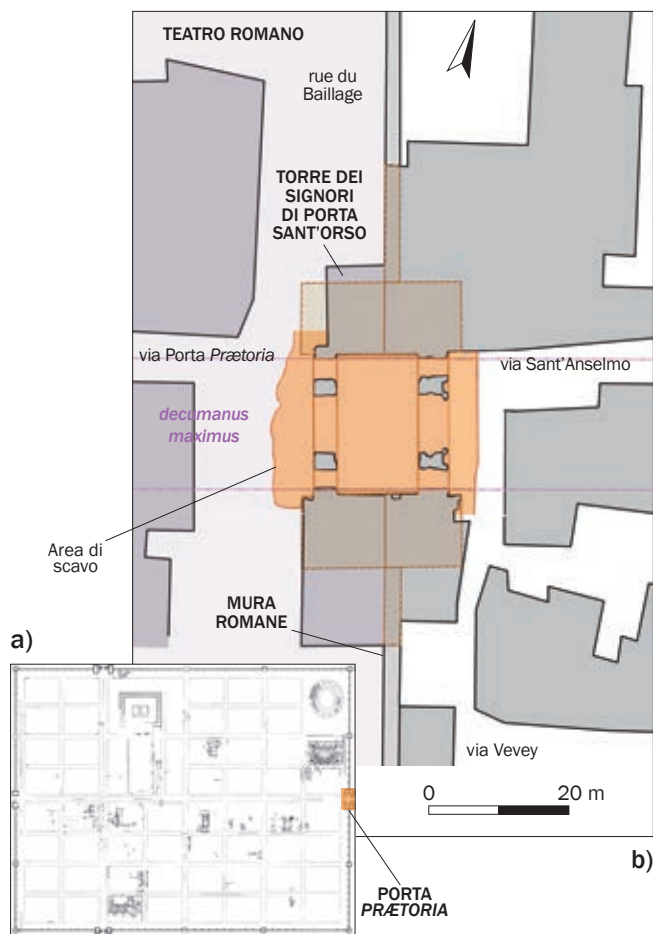 TEATRO ROMANO
rue du
Baillage
TORRE DEI
SIGNORI
DI PORTA
SANT'ORSO
via Porta Prætoria
via Sant'Anselmo
decumanus
maximus
Area di
scavo
MURA
ROMANE
a)
via Vevey
0 20 m
b)
PORTA
PRÆTORIA